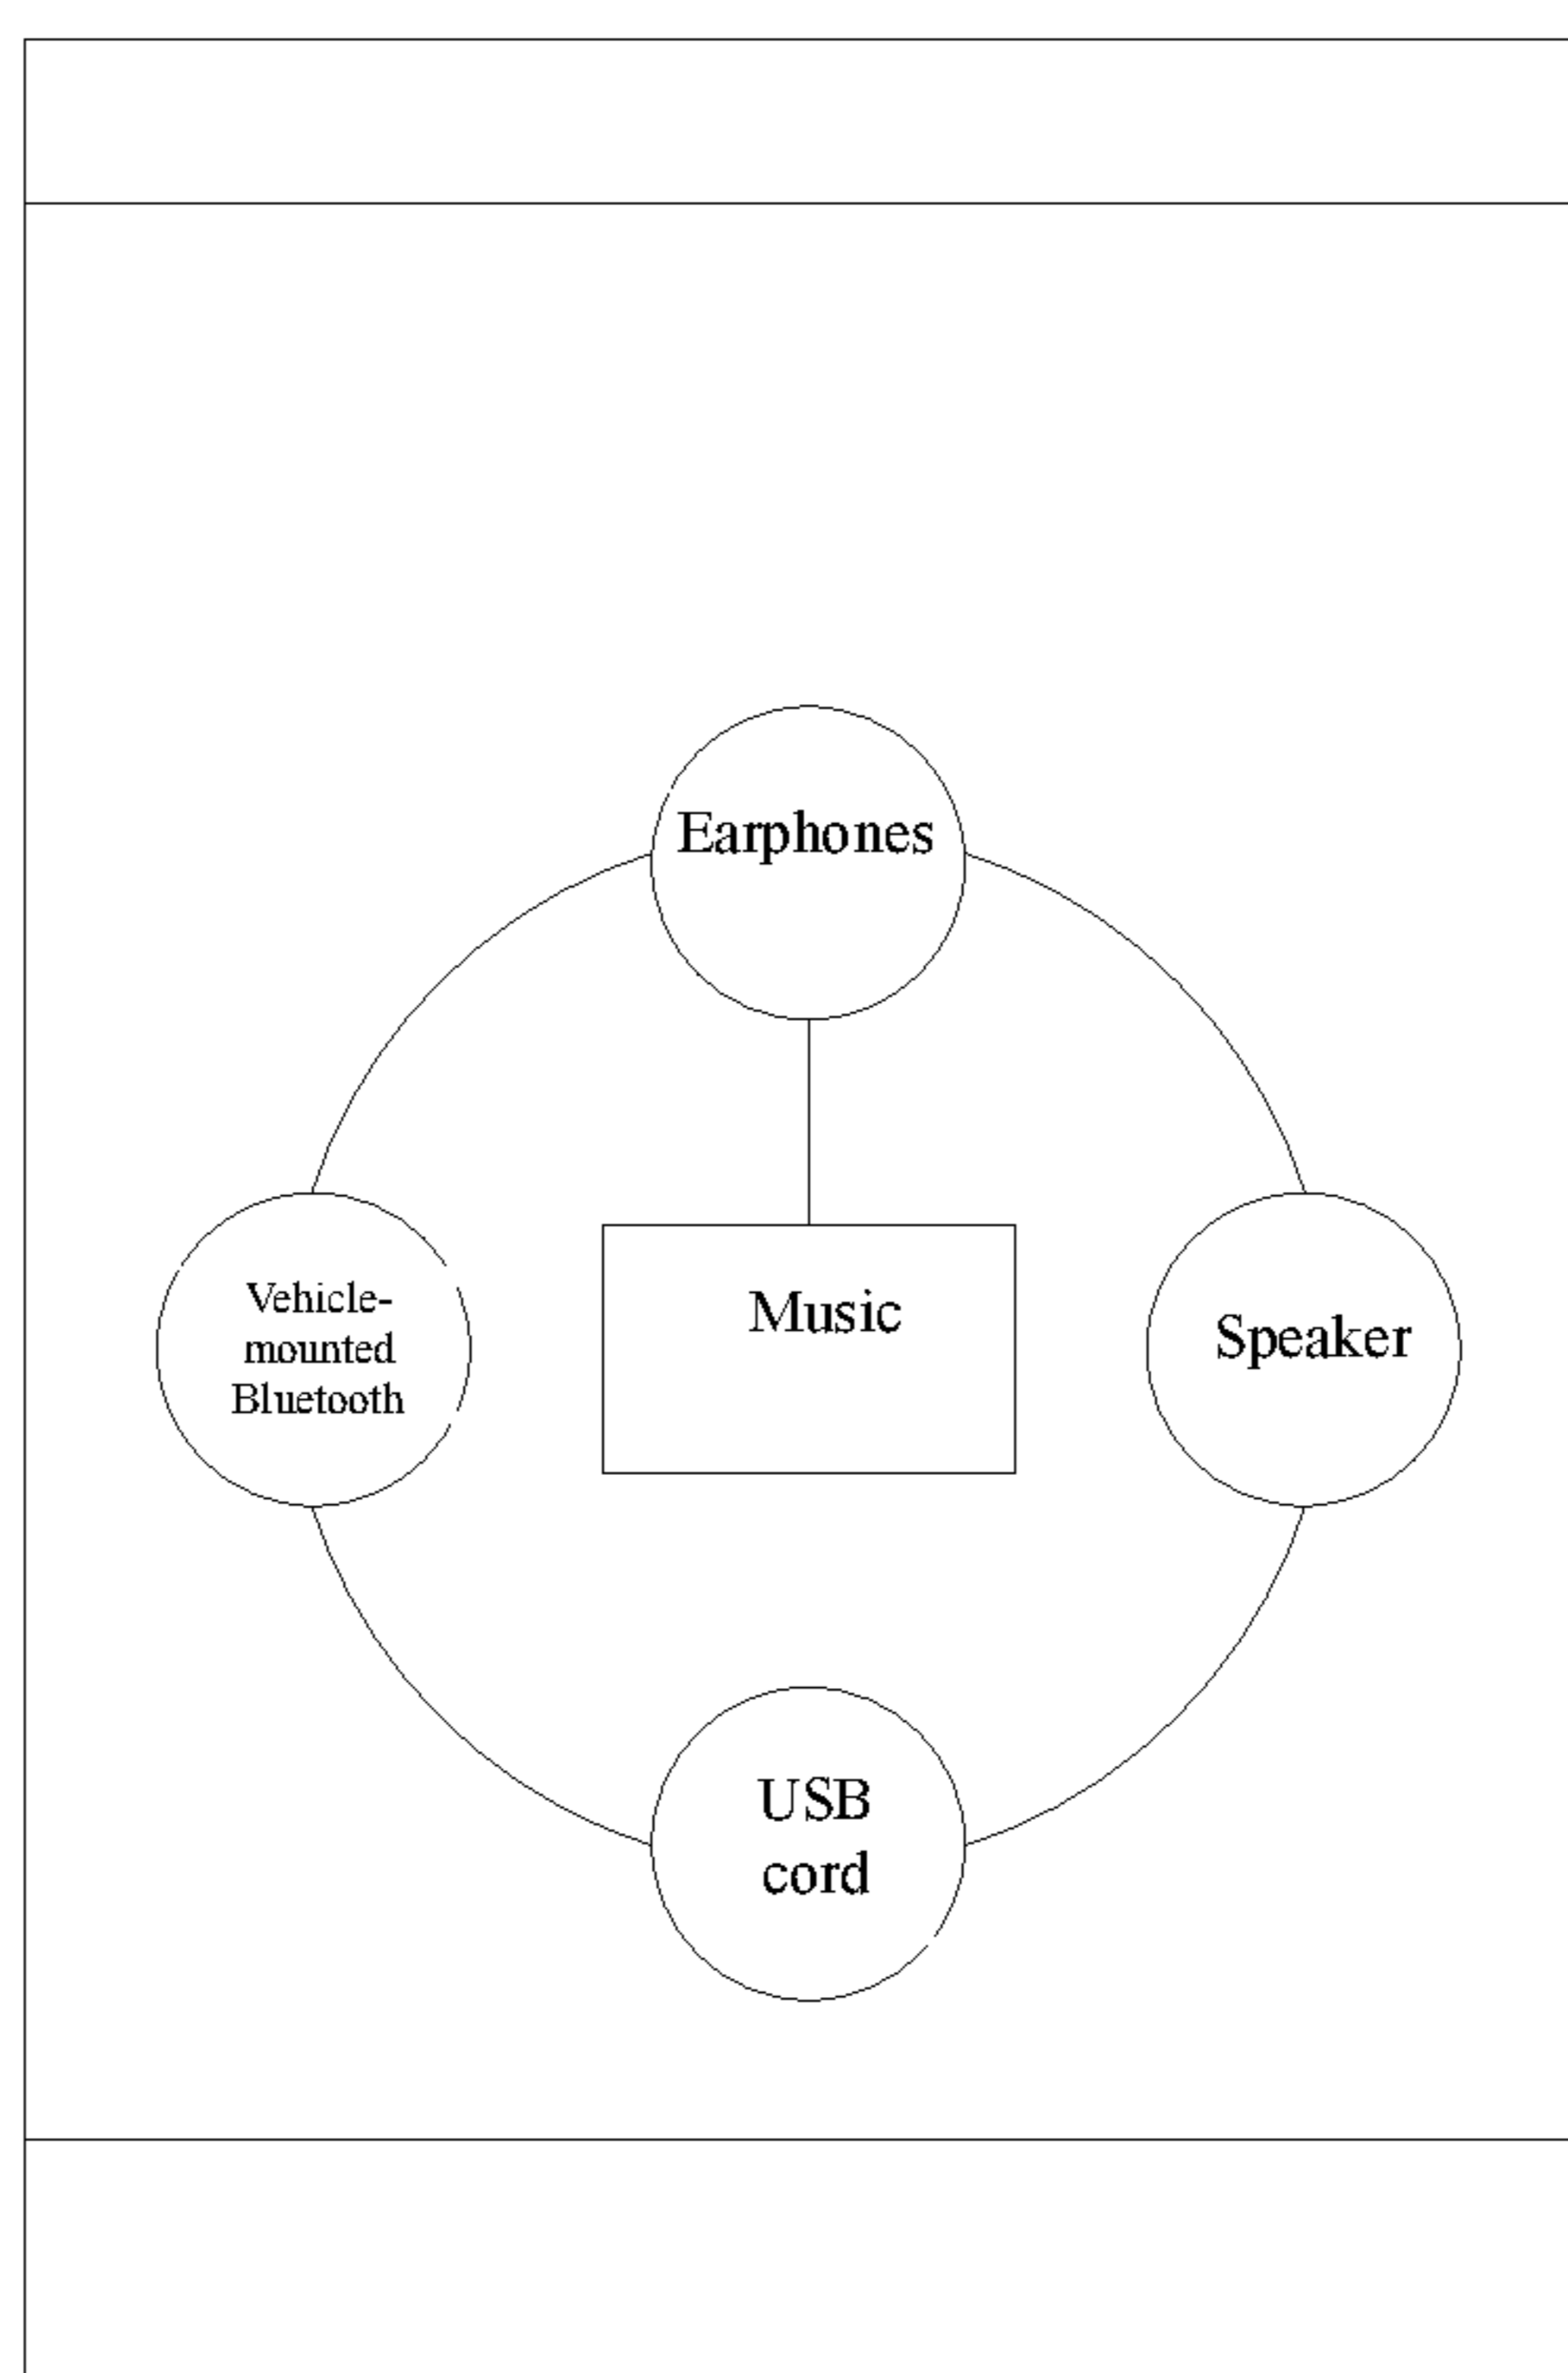 Earphones
Vehicle-
mounted
Bluetooth
Music
Speaker
USB
cord